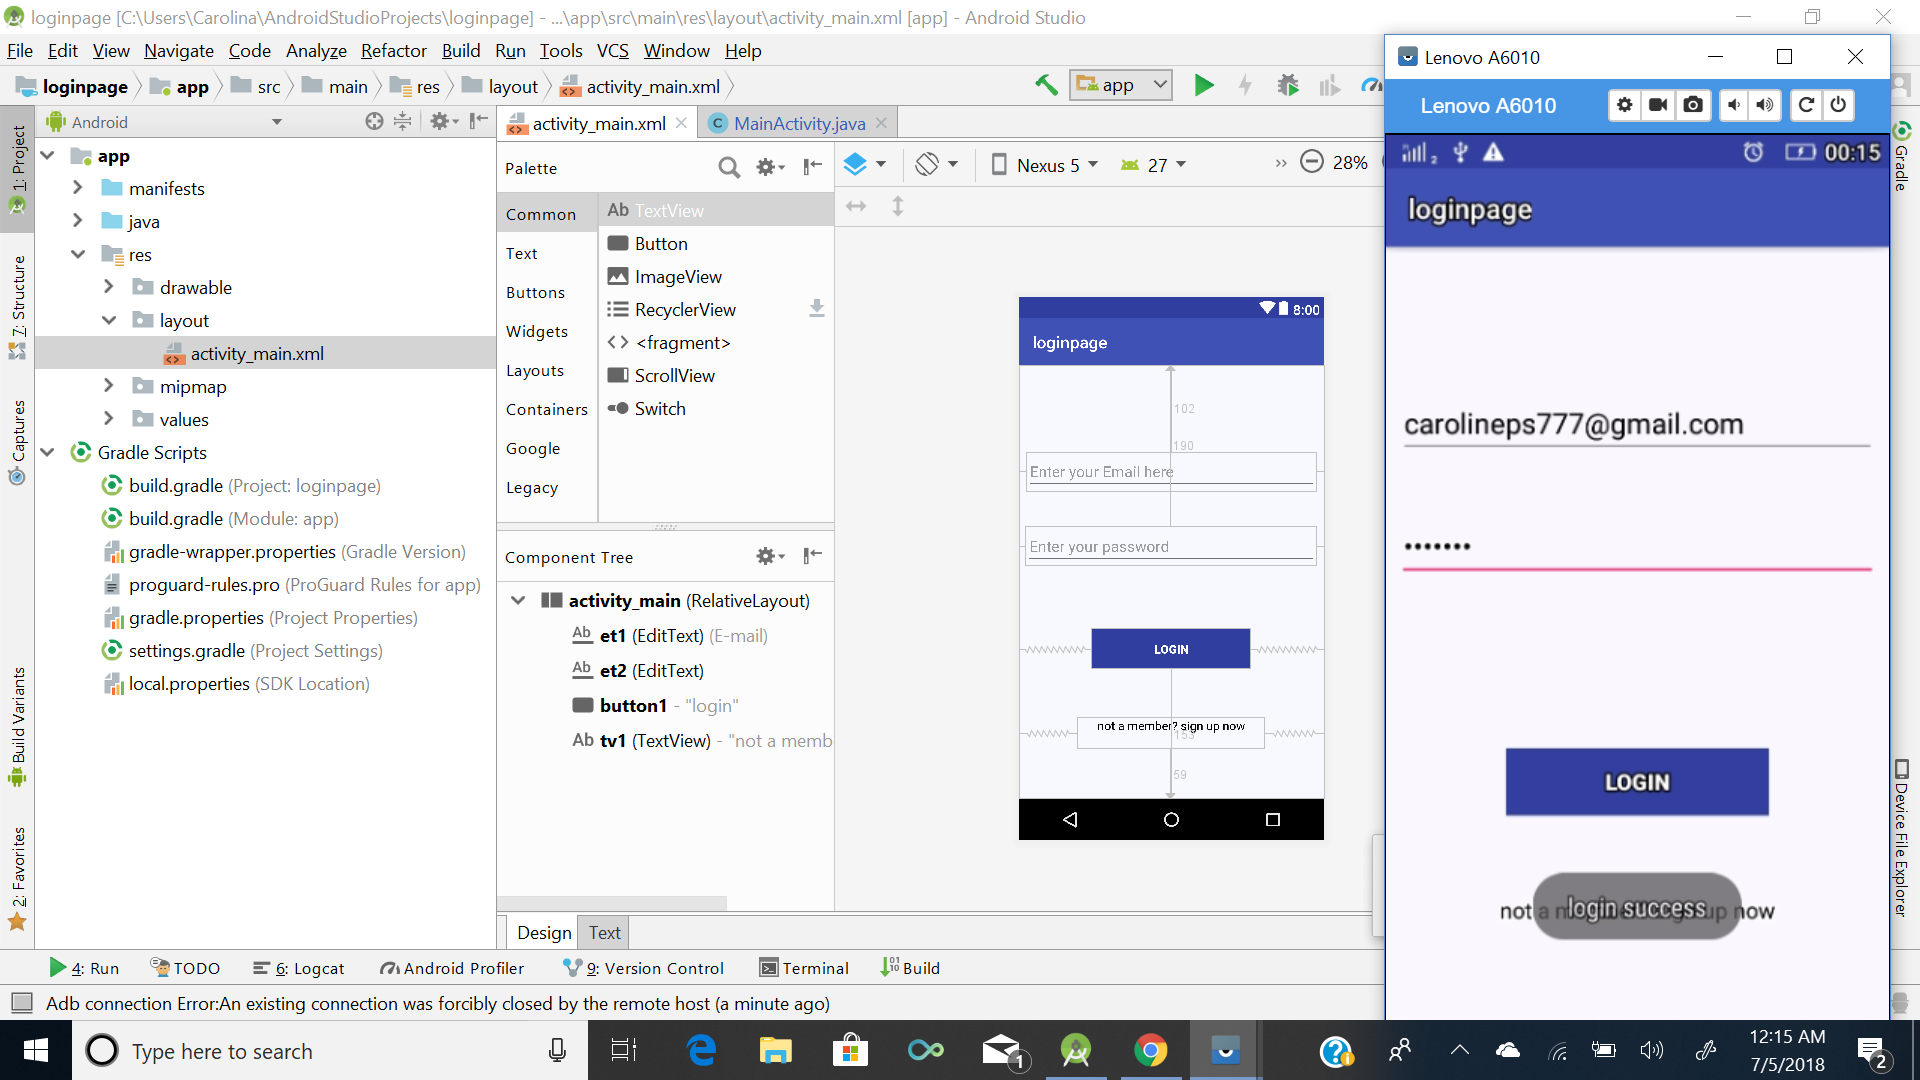 loginpage [C:\Users\Carolina\AndroidStudioProjects\loginpage] - ...\app\src\main\res\layout\activity_main.xml [app] - Android Studio
File Edit View Navigate Code Analyze Refactor Build Run Tools VCS Window Help
loginpage app src main res layout activity_main.xml
app
Android
1: Project
7: Structure
Captures
Build Variants
2: Favorites
app
manifests
java
res
drawable
layout
activity_main.xml
mipmap
values
Gradle Scripts
build.gradle (Project: loginpage)
build.gradle (Module: app)
gradle-wrapper.properties (Gradle Version)
proguard-rules.pro (ProGuard Rules for app)
gradle.properties (Project Properties)
settings.gradle (Project Settings)
local.properties (SDK Location)
activity_main.xml MainActivity.java
Palette
Common
Text
Buttons
Widgets
Layouts
Containers
Google
Legacy
Ab TextView
Button
ImageView
RecyclerView
<fragment>
ScrollView
Switch
Component Tree
activity_main (RelativeLayout)
Ab et1 (EditText) (E-mail)
Ab et2 (EditText)
button1 - "login"
Ab tv1 (TextView) - "not a memb
Design Text
Nexus 5 27 28%
8:00
loginpage
102
190
Enter your Email here
Enter your password
LOGIN
not a member? sign up now
153
59
Lenovo A6010
Lenovo A6010
2 00:15
loginpage
carolineps777@gmail.com
•••••••
LOGIN
not a up now
login success
Gradle
Device File Explorer
4: Run TODO 6: Logcat Android Profiler 9: Version Control Terminal Build
Adb connection Error:An existing connection was forcibly closed by the remote host (a minute ago)
Type here to search
1
12:15 AM
7/5/2018
2